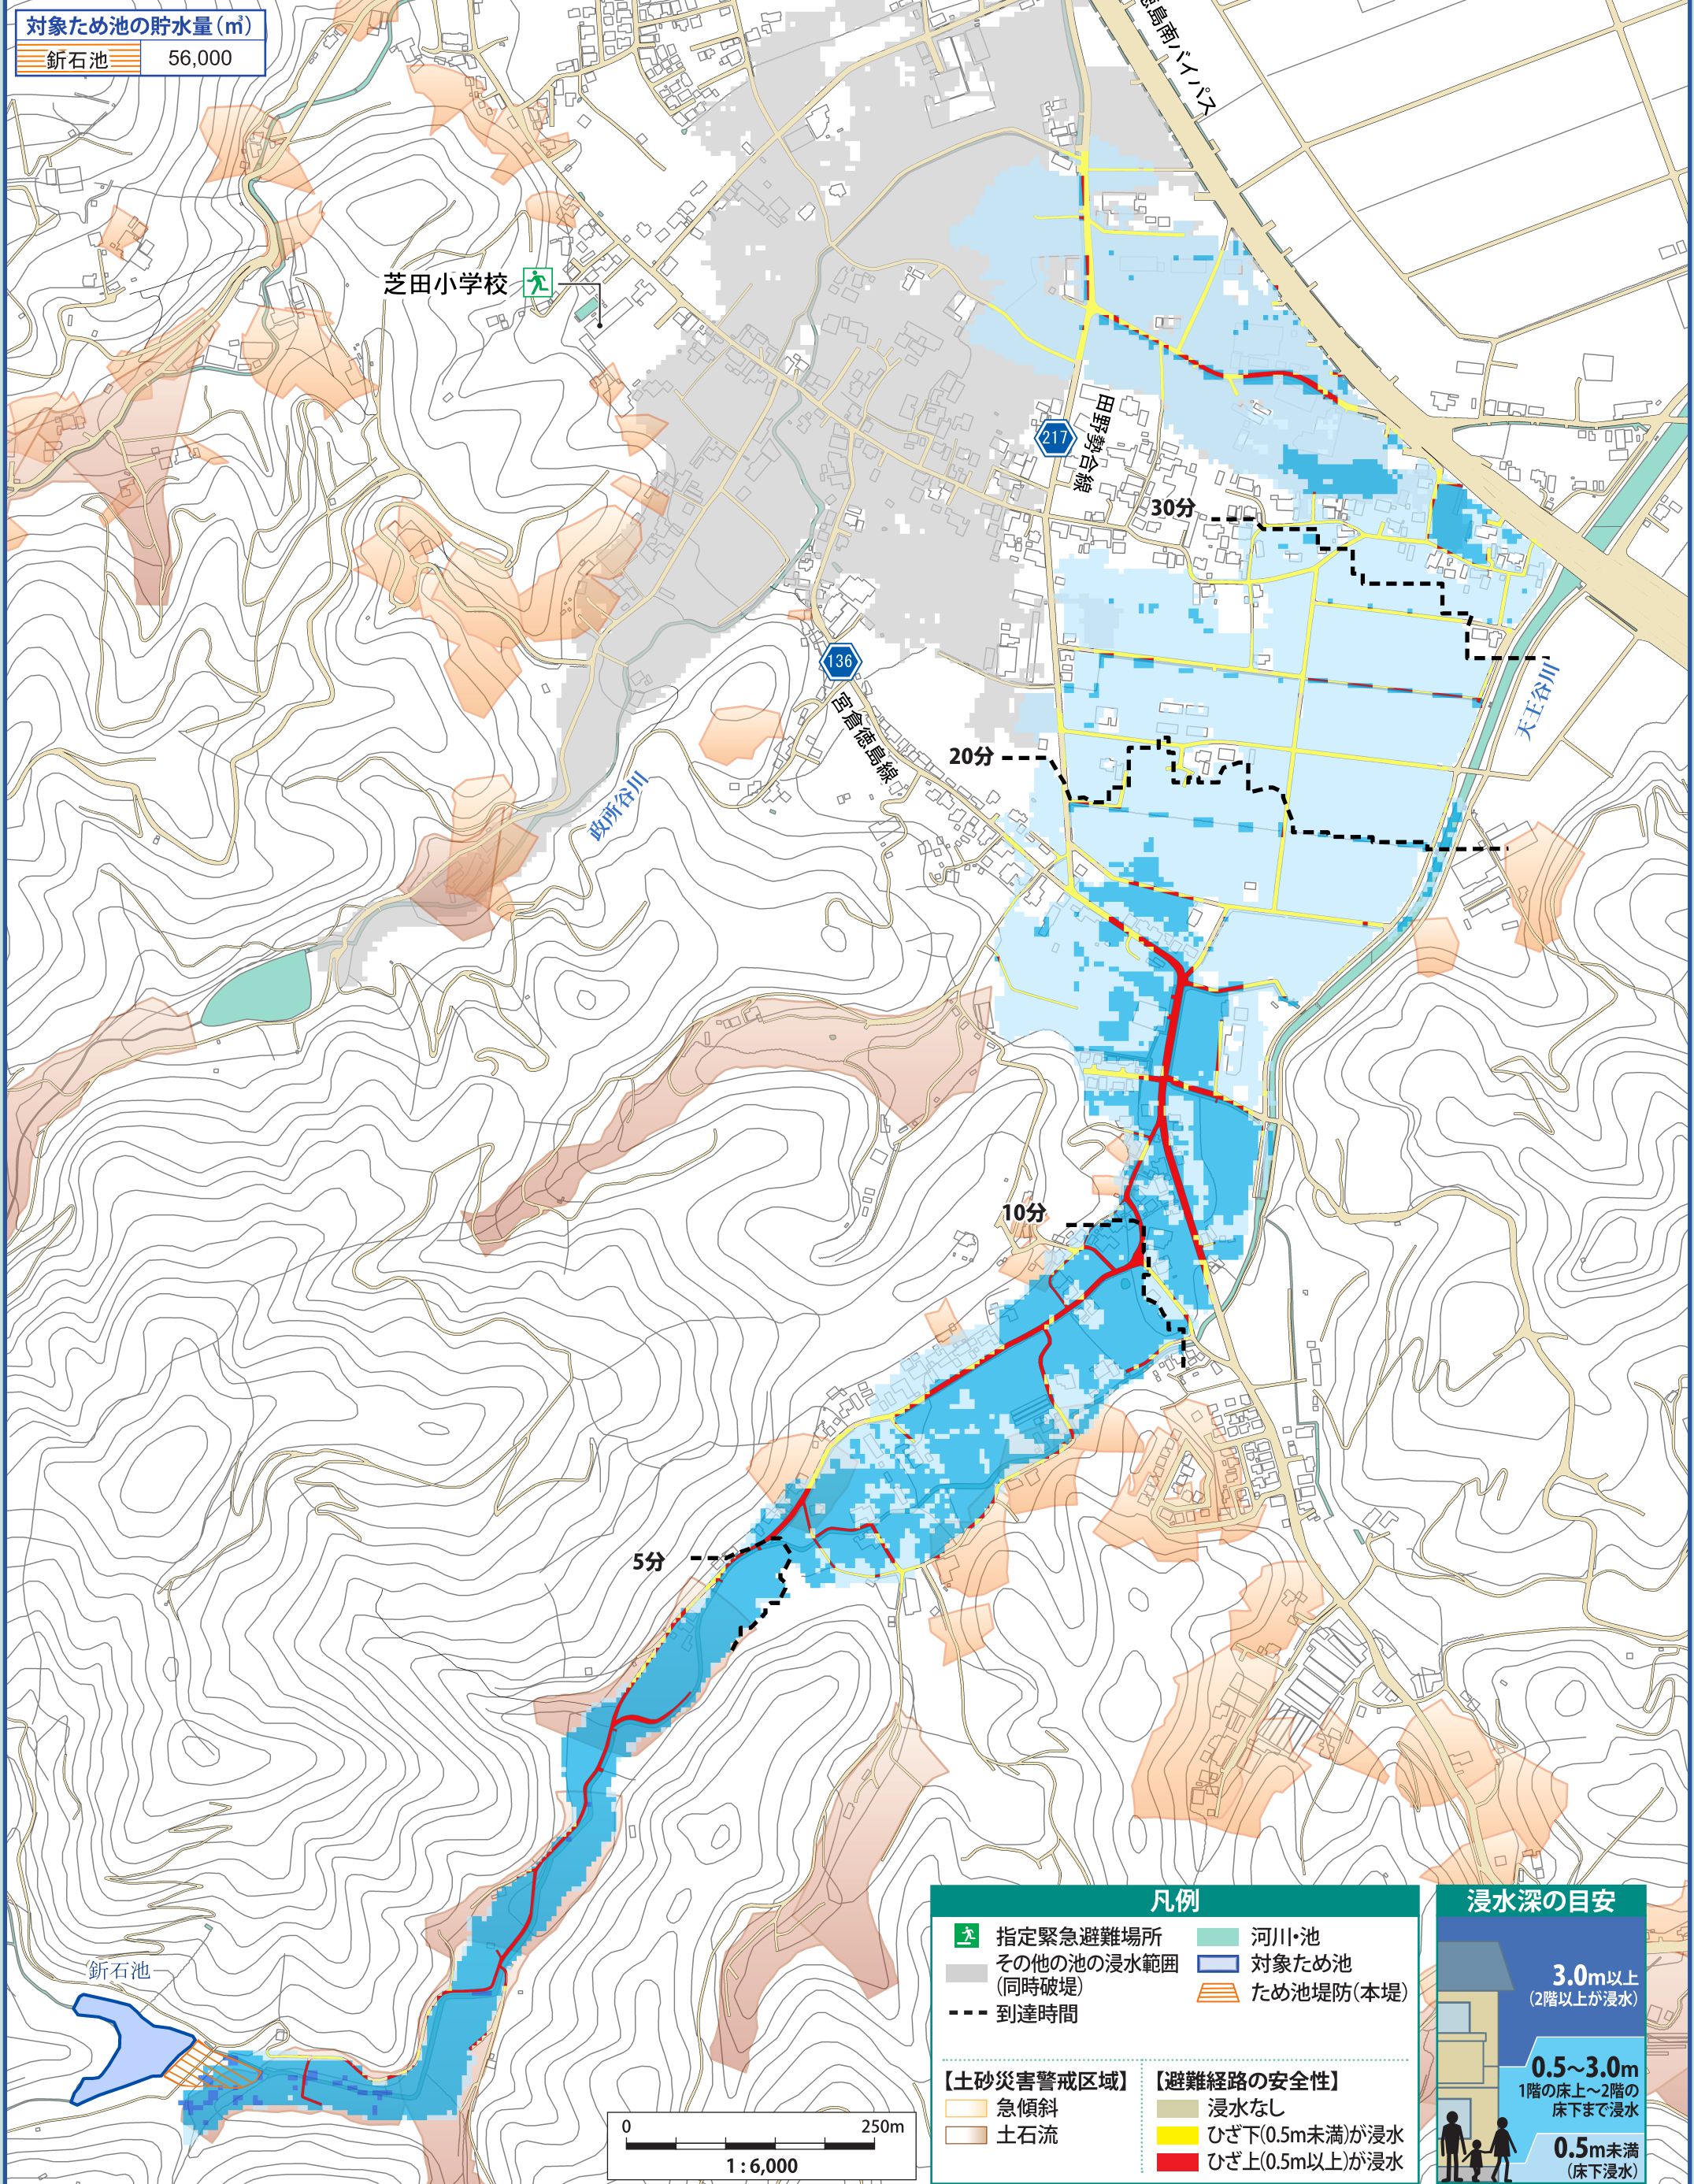 対象ため池の貯水量(㎥)
釿石池 56,000
徳島南バイパス
芝田小学校
217
田野勢合線
30分
136
宮倉徳島線
20分
天王谷川
政所谷川
10分
5分
釿石池
0 250m
1:6,000
凡例
指定緊急避難場所
その他の池の浸水範囲
(同時破堤)
到達時間
河川・池
対象ため池
ため池堤防(本堤)
【土砂災害警戒区域】
急傾斜
土石流
【避難経路の安全性】
浸水なし
ひざ下(0.5m未満)が浸水
ひざ上(0.5m以上)が浸水
浸水深の目安
3.0m以上
(2階以上が浸水)
0.5~3.0m
1階の床上~2階の
床下まで浸水
0.5m未満
(床下浸水)